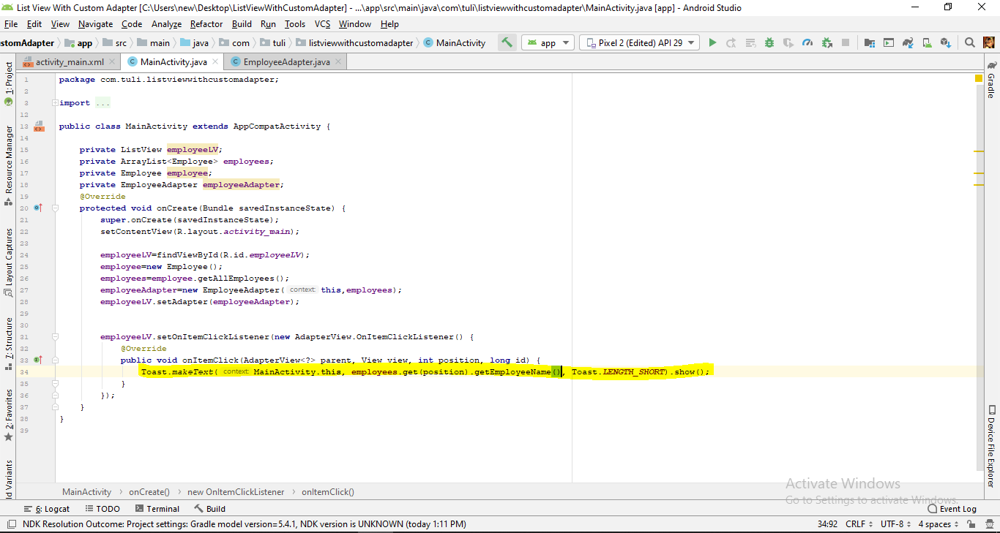 List View With Custom Adapter [C:\Users\new\Desktop\ListViewWithCustomAdapter] - ...\app\src\main\java\com\tuli\listviewwithcustomadapter\MainActivity.java [app] - Android Studio
File Edit View Navigate Code Analyze Refactor Build Run Tools VCS Window Help
stomAdapter app src main java com tuli listviewwithcustomadapter MainActivity app Pixel 2 (Edited) API 29
activity_main.xml MainActivity.java EmployeeAdapter.java
1: Project
Resource Manager
Layout Captures
7: Structure
2: Favorites
ld Variants
1 package com.tuli.listviewwithcustomadapter;
2
3 import ...
12
13 public class MainActivity extends AppCompatActivity {
14
15 private ListView employeeLV;
16 private ArrayList<Employee> employees;
17 private Employee employee;
18 private EmployeeAdapter employeeAdapter;
19 @Override
20 protected void onCreate(Bundle savedInstanceState) {
21 super.onCreate(savedInstanceState);
22 setContentView(R.layout.activity_main);
23
24 employeeLV=findViewById(R.id.employeeLV);
25 employee=new Employee();
26 employees=employee.getAllEmployees();
27 employeeAdapter=new EmployeeAdapter( context: this,employees);
28 employeeLV.setAdapter(employeeAdapter);
29
30
31 employeeLV.setOnItemClickListener(new AdapterView.OnItemClickListener() {
32 @Override
33 public void onItemClick(AdapterView<?> parent, View view, int position, long id) {
34 Toast.makeText( context: MainActivity.this, employees.get(position).getEmployeeName(), Toast.LENGTH_SHORT).show();
35 }
36 });
37 }
38 }
39
Gradle
Device File Explorer
Activate Windows
Go to Settings to activate Windows.
MainActivity › onCreate() › new OnItemClickListener › onItemClick()
6: Logcat TODO Terminal Build Event Log
NDK Resolution Outcome: Project settings: Gradle model version=5.4.1, NDK version is UNKNOWN (today 1:11 PM) 34:92 CRLF UTF-8 4 spaces